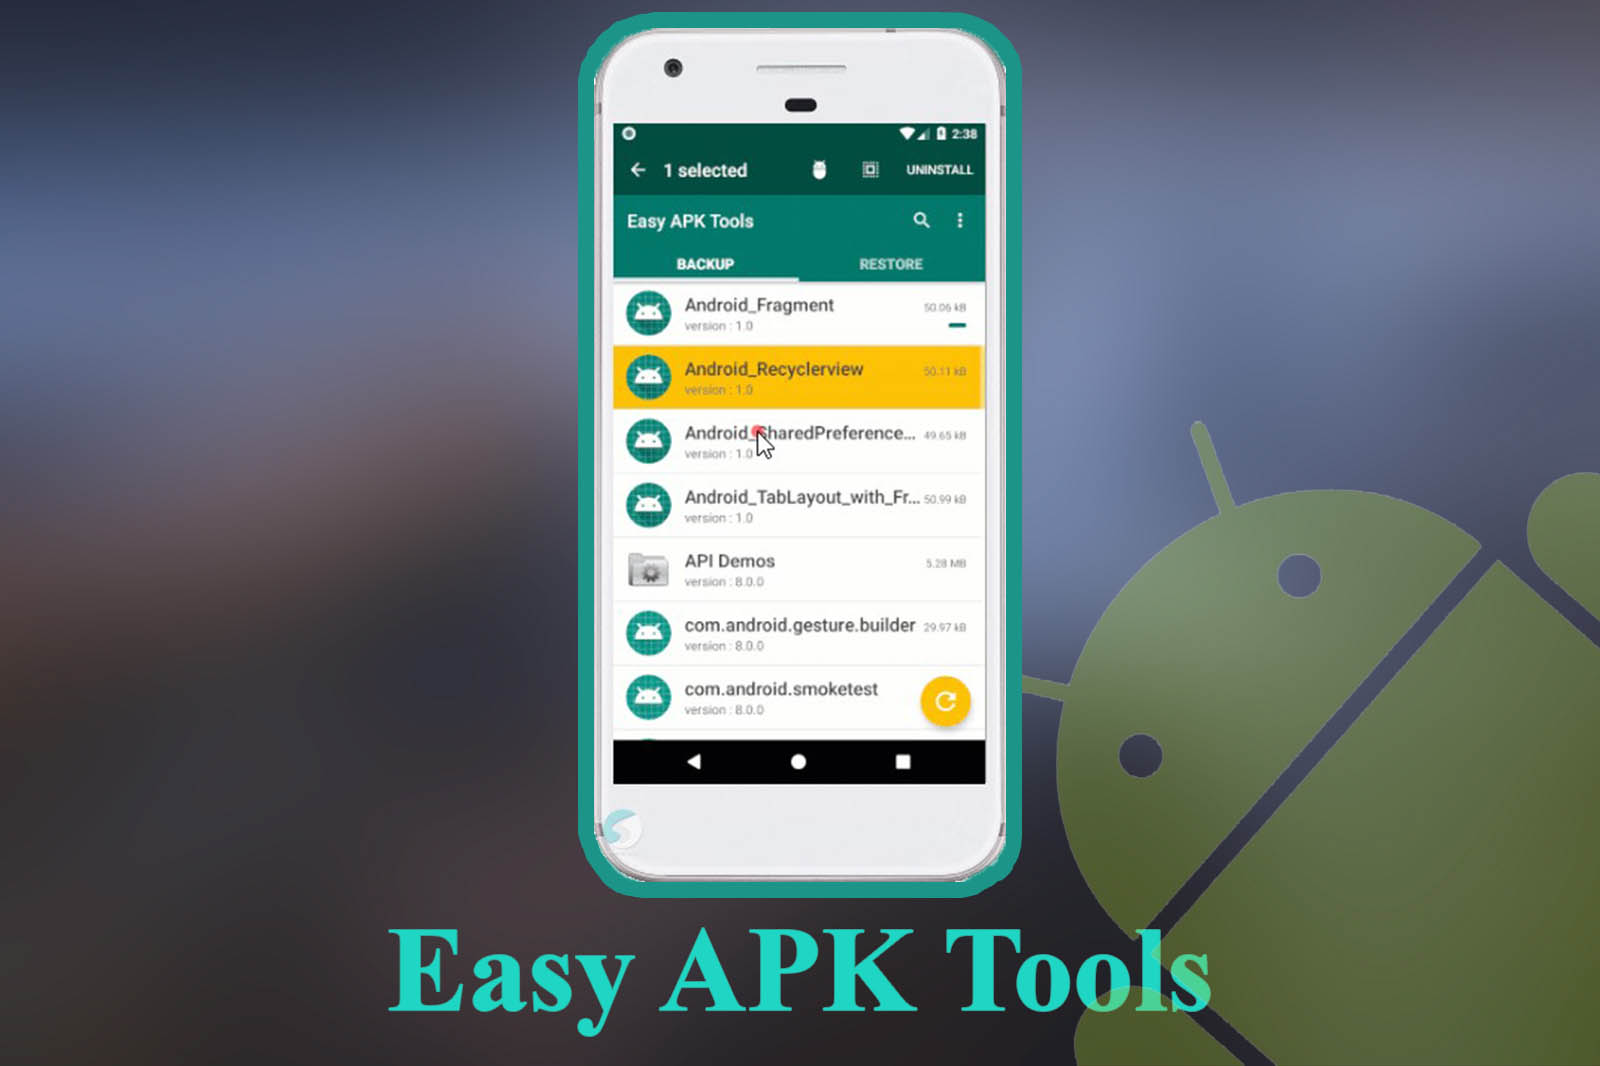 2:38
1 selected UNINSTALL
Easy APK Tools
BACKUP RESTORE
Android_Fragment 50.06 kB
version : 1.0
Android_Recyclerview 50.11 kB
version : 1.0
Android_SharedPreference... 49.65 kB
version : 1.0
Android_TabLayout_with_Fr... 50.99 kB
version : 1.0
API Demos 5.28 MB
version : 8.0.0
com.android.gesture.builder 29.97 kB
version : 8.0.0
com.android.smoketest
version : 8.0.0
Easy APK Tools